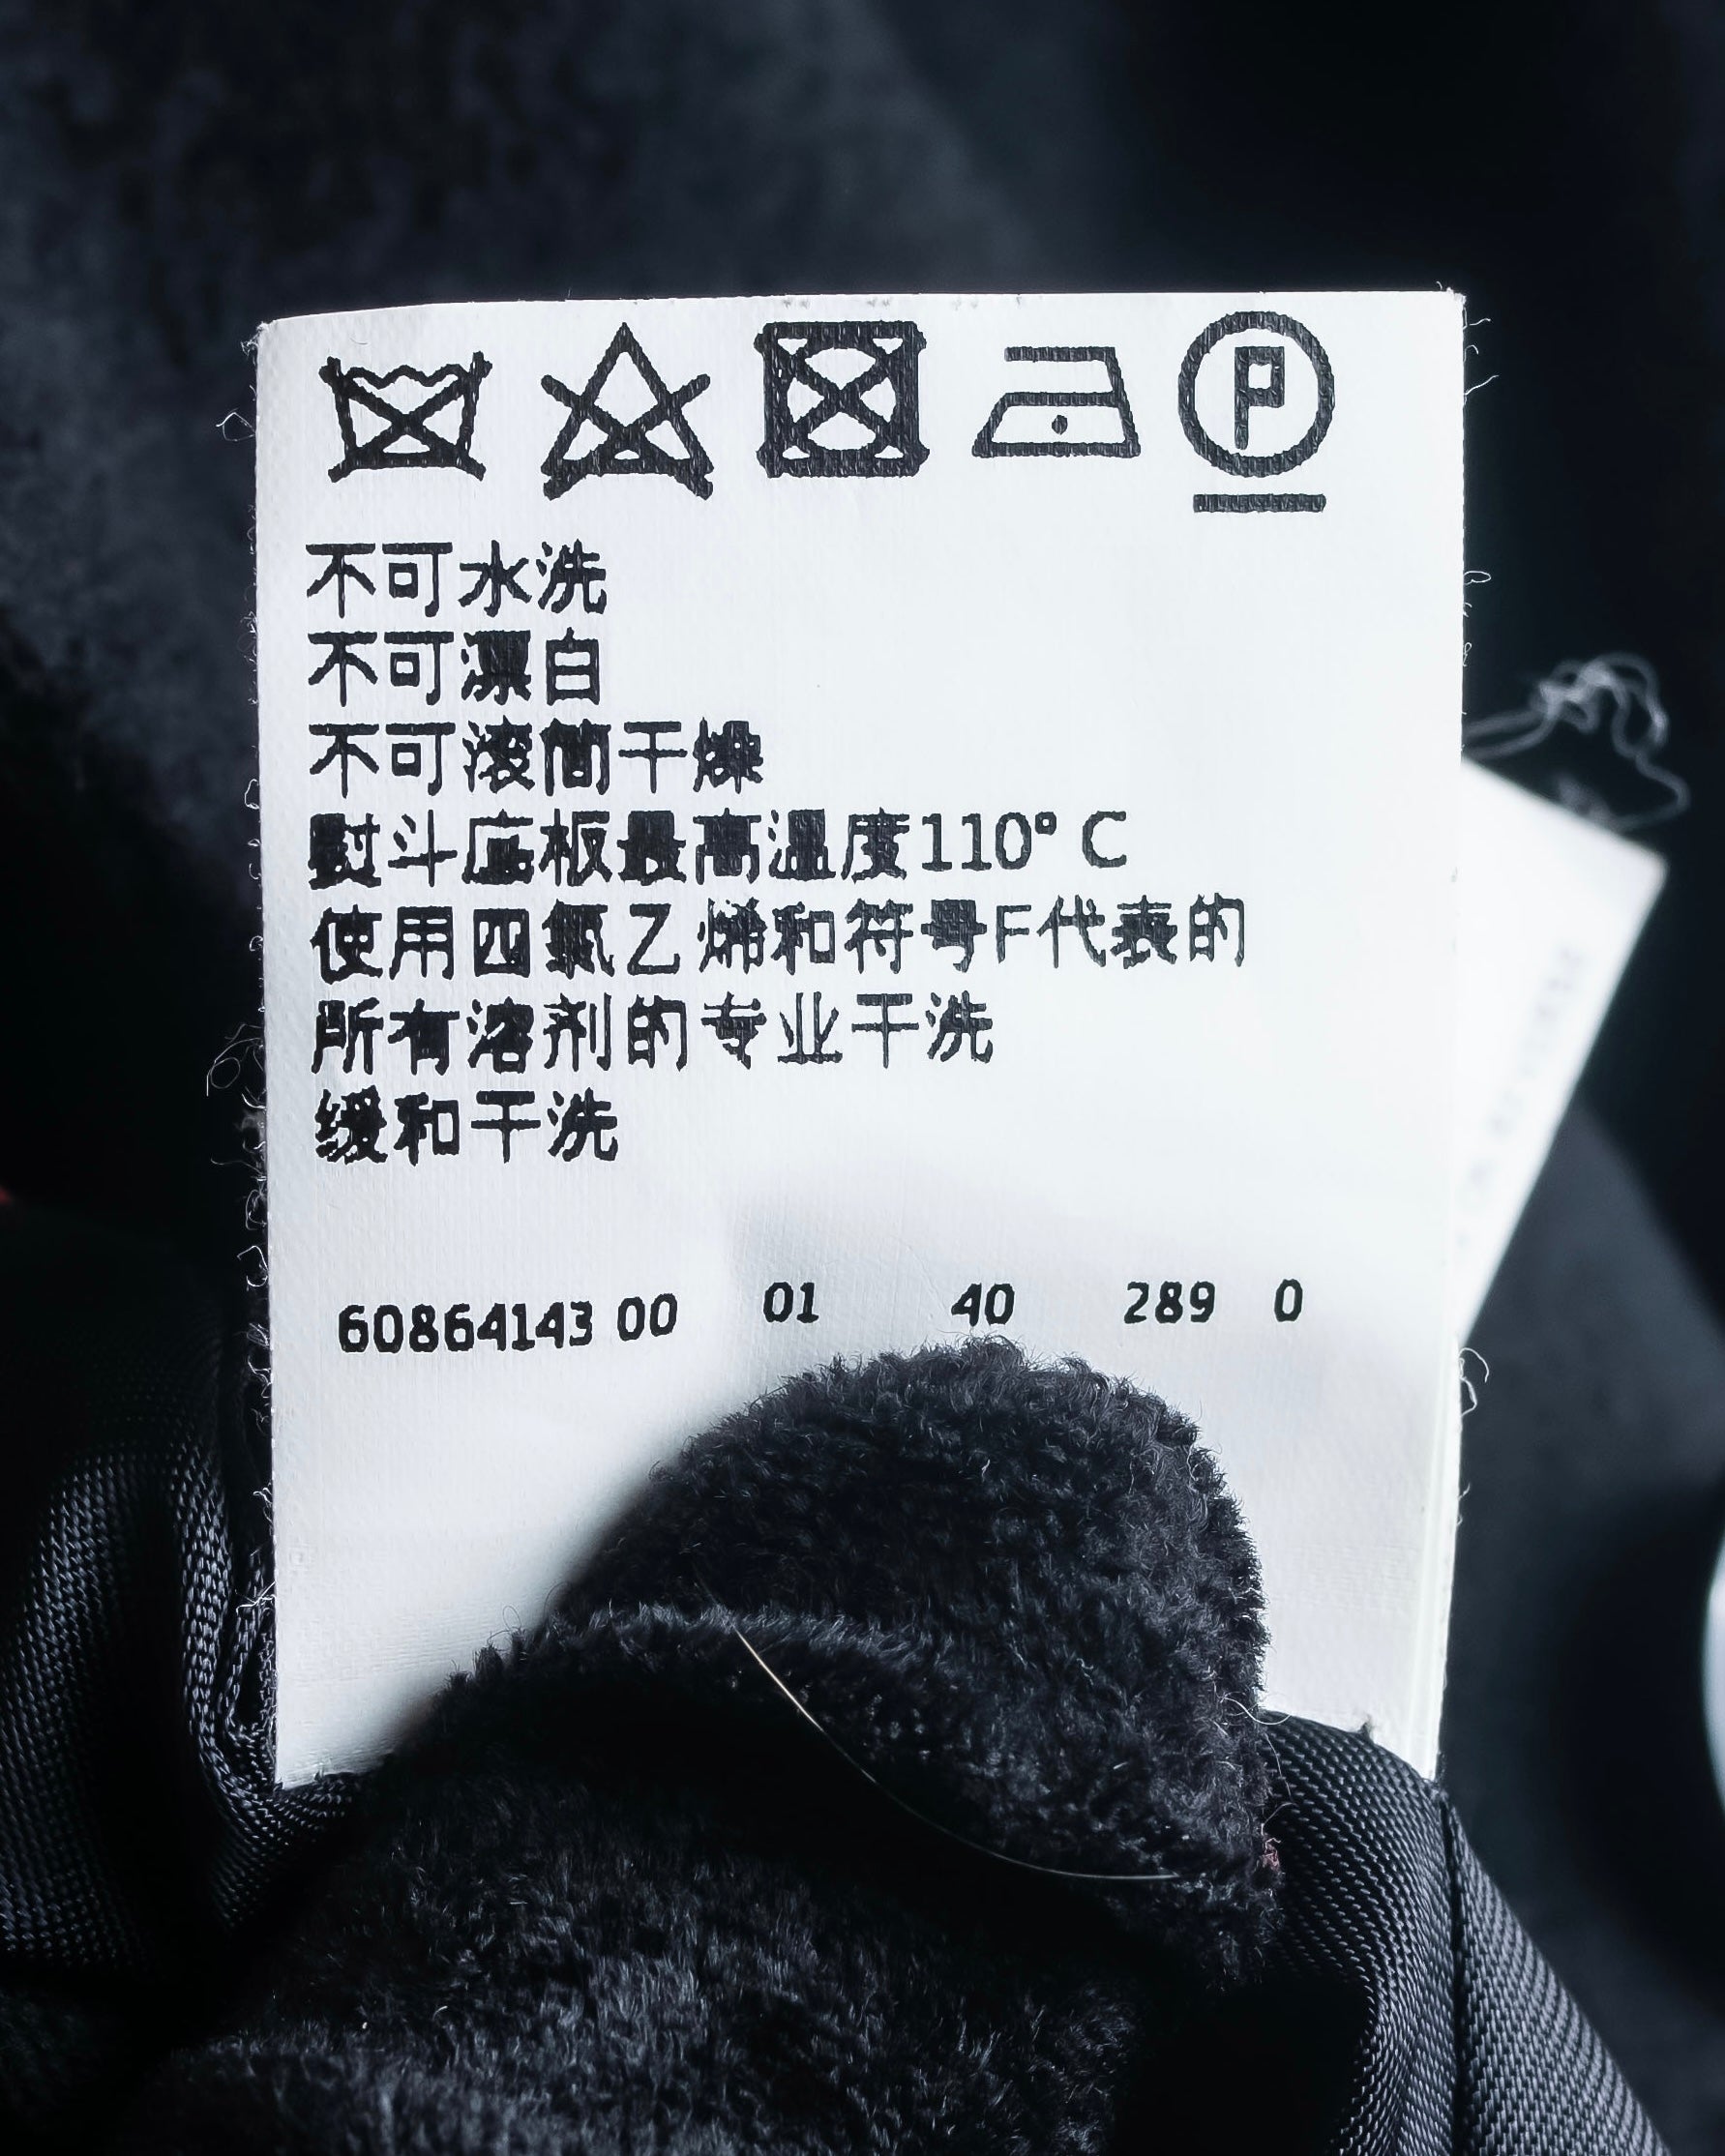 P
不可水洗
不可漂白
不可滚筒干燥
熨斗底板最高温度110°C
使用四氯乙烯和符号F代表的
所有溶剂的专业干洗
缓和干洗
60864143 00 01 40 289 0